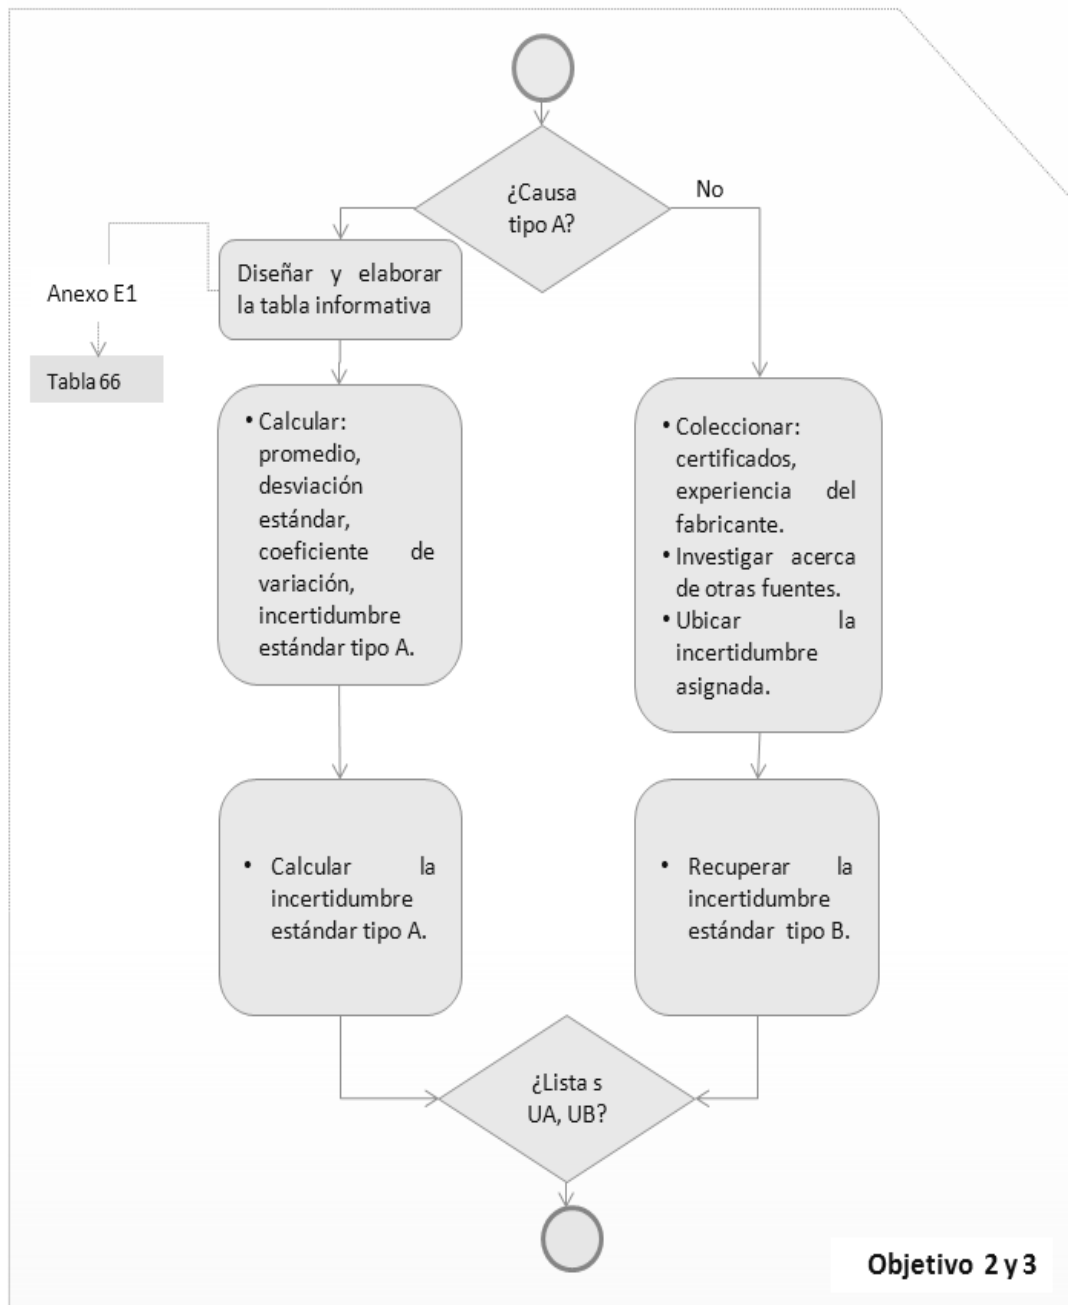 ¿Causa
tipo A?
No
Diseñar y elaborar
la tabla informativa
Anexo E1
Tabla 66
• Calcular:
promedio,
desviación
estándar,
coeficiente de
variación,
incertidumbre
estándar tipo A.
• Coleccionar:
certificados,
experiencia del
fabricante.
• Investigar acerca
de otras fuentes.
• Ubicar la
incertidumbre
asignada.
• Calcular la
incertidumbre
estándar tipo A.
• Recuperar la
incertidumbre
estándar tipo B.
¿Lista s
UA, UB?
Objetivo 2 y 3